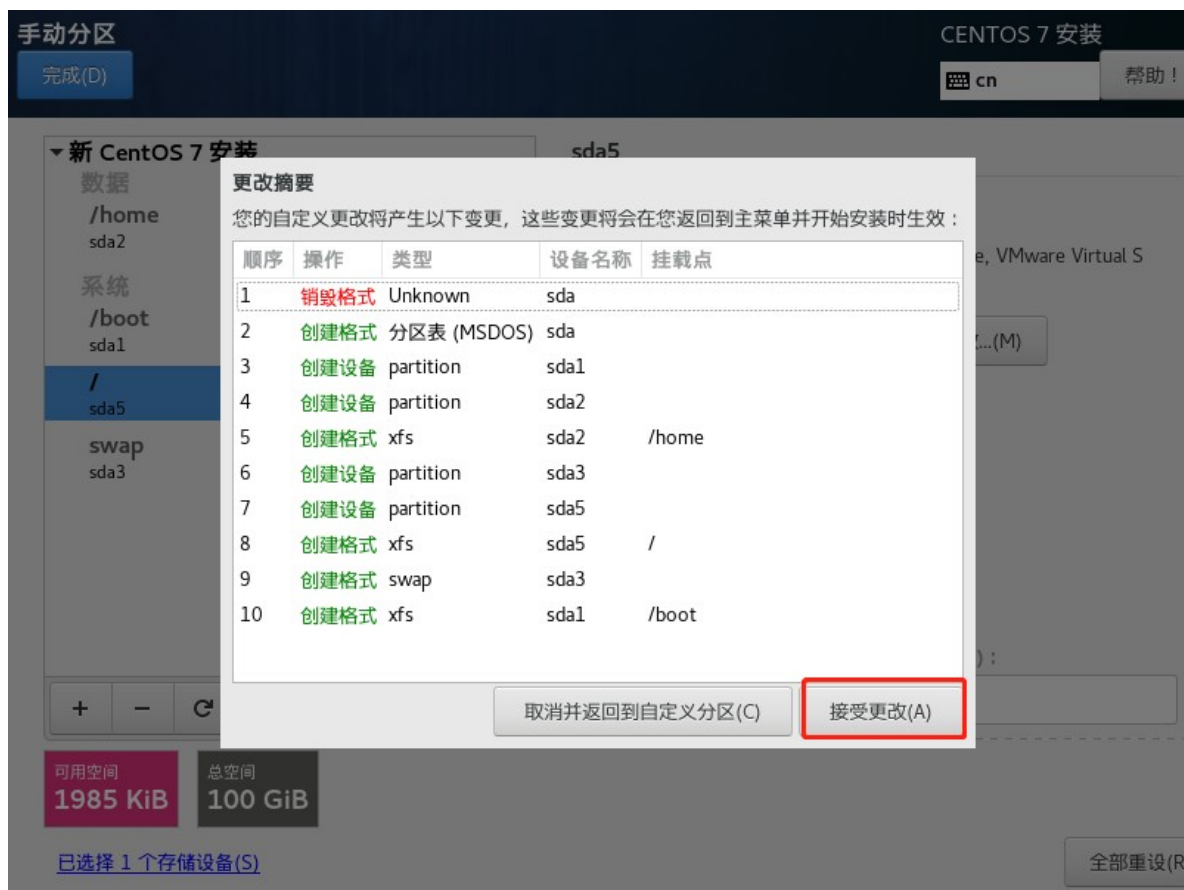 手动分区
CENTOS 7 安装
完成(D)
cn
帮助！
新 CentOS 7 安装
sda5
数据
/home
sda2
系统
/boot
sda1
/
sda5
swap
sda3
e, VMware Virtual S
...(M)
更改摘要
您的自定义更改将产生以下变更，这些变更将会在您返回到主菜单并开始安装时生效：
顺序 操作 类型 设备名称 挂载点
1 销毁格式 Unknown sda
2 创建格式 分区表 (MSDOS) sda
3 创建设备 partition sda1
4 创建设备 partition sda2
5 创建格式 xfs sda2 /home
6 创建设备 partition sda3
7 创建设备 partition sda5
8 创建格式 xfs sda5 /
9 创建格式 swap sda3
10 创建格式 xfs sda1 /boot
)：
+ −
取消并返回到自定义分区(C) 接受更改(A)
可用空间
1985 KiB
总空间
100 GiB
已选择 1 个存储设备(S)
全部重设(R